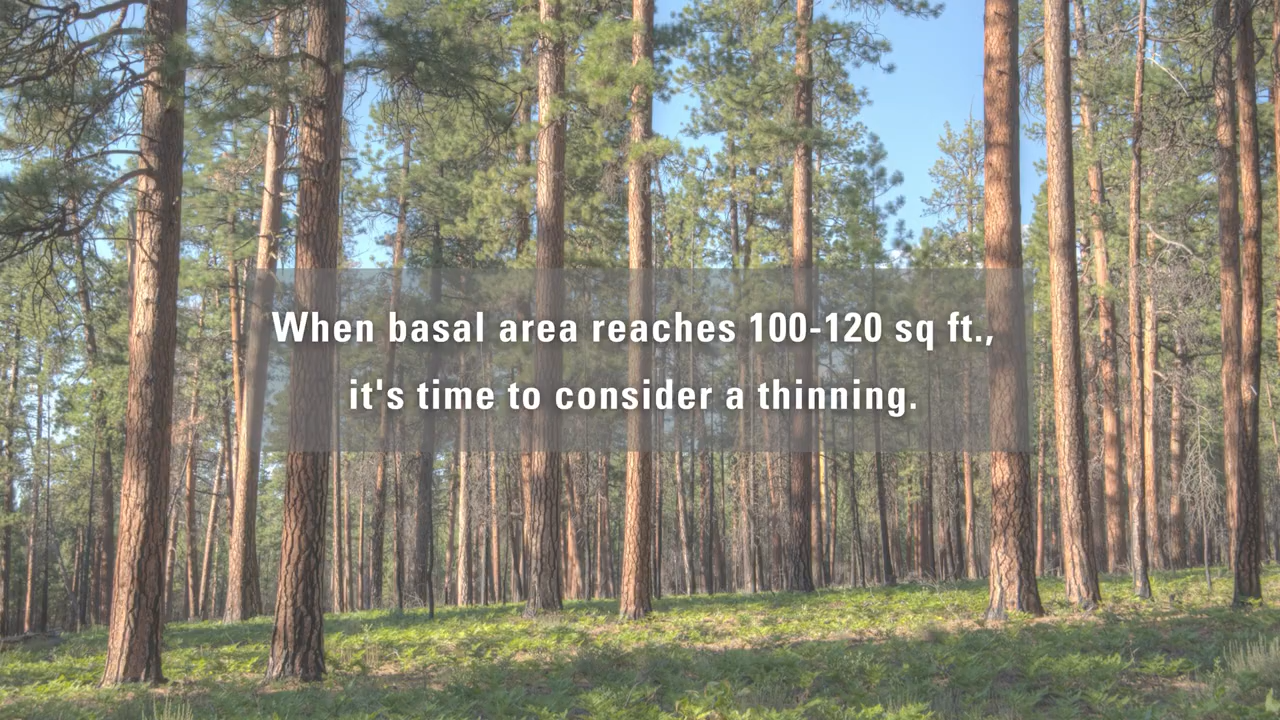 When basal area reaches 100-120 sq ft.,
it's time to consider a thinning.